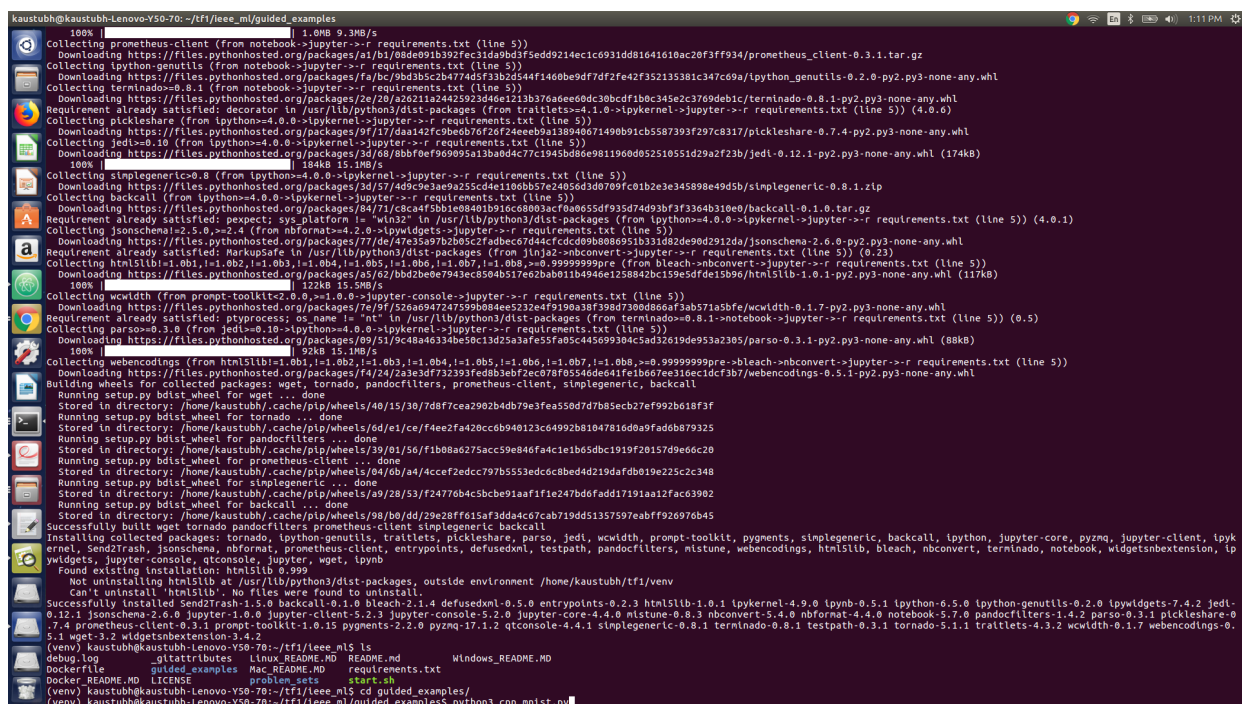 kaustubh@kaustubh-Lenovo-Y50-70: ~/tf1/ieee_ml/guided_examples
En
1:11 PM
100% | | 1.0MB 9.3MB/s
Collecting prometheus-client (from notebook->jupyter->-r requirements.txt (line 5))
Downloading https://files.pythonhosted.org/packages/a1/b1/08de091b392fec31da9bd3f5edd9214ec1c6931dd81641610ac20f3ff934/prometheus_client-0.3.1.tar.gz
Collecting ipython-genutils (from notebook->jupyter->-r requirements.txt (line 5))
Downloading https://files.pythonhosted.org/packages/fa/bc/9bd3b5c2b4774d5f33b2d544f1460be9df7df2fe42f352135381c347c69a/ipython_genutils-0.2.0-py2.py3-none-any.whl
Collecting terminado>=0.8.1 (from notebook->jupyter->-r requirements.txt (line 5))
Downloading https://files.pythonhosted.org/packages/2e/20/a26211a24425923d46e1213b376a6ee60dc30bcdf1b0c345e2c3769deb1c/terminado-0.8.1-py2.py3-none-any.whl
Requirement already satisfied: decorator in /usr/lib/python3/dist-packages (from traitlets>=4.1.0->ipykernel->jupyter->-r requirements.txt (line 5)) (4.0.6)
Collecting pickleshare (from ipython>=4.0.0->ipykernel->jupyter->-r requirements.txt (line 5))
Downloading https://files.pythonhosted.org/packages/9f/17/daa142fc9be6b76f26f24eeeb9a138940671490b91cb5587393f297c8317/pickleshare-0.7.4-py2.py3-none-any.whl
Collecting jedi>=0.10 (from ipython>=4.0.0->ipykernel->jupyter->-r requirements.txt (line 5))
Downloading https://files.pythonhosted.org/packages/3d/68/8bbf0ef969095a13ba0d4c77c1945bd86e9811960d052510551d29a2f23b/jedi-0.12.1-py2.py3-none-any.whl (174kB)
100% | | 184kB 15.1MB/s
Collecting simplegeneric>0.8 (from ipython>=4.0.0->ipykernel->jupyter->-r requirements.txt (line 5))
Downloading https://files.pythonhosted.org/packages/3d/57/4d9c9e3ae9a255cd4e1106bb57e24056d3d0709fc01b2e3e345898e49d5b/simplegeneric-0.8.1.zip
Collecting backcall (from ipython>=4.0.0->ipykernel->jupyter->-r requirements.txt (line 5))
Downloading https://files.pythonhosted.org/packages/84/71/c8ca4f5bb1e08401b916c68003acf0a0655df935d74d93bf3f3364b310e0/backcall-0.1.0.tar.gz
Requirement already satisfied: pexpect; sys_platform != "win32" in /usr/lib/python3/dist-packages (from ipython>=4.0.0->ipykernel->jupyter->-r requirements.txt (line 5)) (4.0.1)
Collecting jsonschema!=2.5.0,>=2.4 (from nbformat>=4.2.0->ipywidgets->jupyter->-r requirements.txt (line 5))
Downloading https://files.pythonhosted.org/packages/77/de/47e35a97b2b05c2fadbec67d44cfcdcd09b8086951b331d82de90d2912da/jsonschema-2.6.0-py2.py3-none-any.whl
Requirement already satisfied: MarkupSafe in /usr/lib/python3/dist-packages (from jinja2->nbconvert->jupyter->-r requirements.txt (line 5)) (0.23)
Collecting html5lib!=1.0b1,!=1.0b2,!=1.0b3,!=1.0b4,!=1.0b5,!=1.0b6,!=1.0b7,!=1.0b8,>=0.99999999pre (from bleach->nbconvert->jupyter->-r requirements.txt (line 5))
Downloading https://files.pythonhosted.org/packages/a5/62/bbd2be0e7943ec8504b517e62bab011b4946e1258842bc159e5dfde15b96/html5lib-1.0.1-py2.py3-none-any.whl (117kB)
100% | | 122kB 15.5MB/s
Collecting wcwidth (from prompt-toolkit<2.0.0,>=1.0.0->jupyter-console->jupyter->-r requirements.txt (line 5))
Downloading https://files.pythonhosted.org/packages/7e/9f/526a6947247599b084ee5232e4f9190a38f398d7300d866af3ab571a5bfe/wcwidth-0.1.7-py2.py3-none-any.whl
Requirement already satisfied: ptyprocess; os_name != "nt" in /usr/lib/python3/dist-packages (from terminado>=0.8.1->notebook->jupyter->-r requirements.txt (line 5)) (0.5)
Collecting parso>=0.3.0 (from jedi>=0.10->ipython>=4.0.0->ipykernel->jupyter->-r requirements.txt (line 5))
Downloading https://files.pythonhosted.org/packages/09/51/9c48a46334be50c13d25a3afe55fa05c445699304c5ad32619de953a2305/parso-0.3.1-py2.py3-none-any.whl (88kB)
100% | | 92kB 15.1MB/s
Collecting webencodings (from html5lib!=1.0b1,!=1.0b2,!=1.0b3,!=1.0b4,!=1.0b5,!=1.0b6,!=1.0b7,!=1.0b8,>=0.99999999pre->bleach->nbconvert->jupyter->-r requirements.txt (line 5))
Downloading https://files.pythonhosted.org/packages/f4/24/2a3e3df732393fed8b3ebf2ec078f05546de641fe1b667ee316ec1dcf3b7/webencodings-0.5.1-py2.py3-none-any.whl
Building wheels for collected packages: wget, tornado, pandocfilters, prometheus-client, simplegeneric, backcall
Running setup.py bdist_wheel for wget ... done
Stored in directory: /home/kaustubh/.cache/pip/wheels/40/15/30/7d8f7cea2902b4db79e3fea550d7d7b85ecb27ef992b618f3f
Running setup.py bdist_wheel for tornado ... done
Stored in directory: /home/kaustubh/.cache/pip/wheels/6d/e1/ce/f4ee2fa420cc6b940123c64992b81047816d0a9fad6b879325
Running setup.py bdist_wheel for pandocfilters ... done
Stored in directory: /home/kaustubh/.cache/pip/wheels/39/01/56/f1b08a6275acc59e846fa4c1e1b65dbc1919f20157d9e66c20
Running setup.py bdist_wheel for prometheus-client ... done
Stored in directory: /home/kaustubh/.cache/pip/wheels/04/6b/a4/4ccef2edcc797b5553edc6c8bed4d219dafdb019e225c2c348
Running setup.py bdist_wheel for simplegeneric ... done
Stored in directory: /home/kaustubh/.cache/pip/wheels/a9/28/53/f24776b4c5bcbe91aaf1f1e247bd6fadd17191aa12fac63902
Running setup.py bdist_wheel for backcall ... done
Stored in directory: /home/kaustubh/.cache/pip/wheels/98/b0/dd/29e28ff615af3dda4c67cab719dd51357597eabff926976b45
Successfully built wget tornado pandocfilters prometheus-client simplegeneric backcall
Installing collected packages: tornado, ipython-genutils, traitlets, pickleshare, parso, jedi, wcwidth, prompt-toolkit, pygments, simplegeneric, backcall, ipython, jupyter-core, pyzmq, jupyter-client, ipyk
ernel, Send2Trash, jsonschema, nbformat, prometheus-client, entrypoints, defusedxml, testpath, pandocfilters, mistune, webencodings, html5lib, bleach, nbconvert, terminado, notebook, widgetsnbextension, ip
ywidgets, jupyter-console, qtconsole, jupyter, wget, ipynb
Found existing installation: html5lib 0.999
Not uninstalling html5lib at /usr/lib/python3/dist-packages, outside environment /home/kaustubh/tf1/venv
Can't uninstall 'html5lib'. No files were found to uninstall.
Successfully installed Send2Trash-1.5.0 backcall-0.1.0 bleach-2.1.4 defusedxml-0.5.0 entrypoints-0.2.3 html5lib-1.0.1 ipykernel-4.9.0 ipynb-0.5.1 ipython-6.5.0 ipython-genutils-0.2.0 ipywidgets-7.4.2 jedi-
0.12.1 jsonschema-2.6.0 jupyter-1.0.0 jupyter-client-5.2.3 jupyter-console-5.2.0 jupyter-core-4.4.0 mistune-0.8.3 nbconvert-5.4.0 nbformat-4.4.0 notebook-5.7.0 pandocfilters-1.4.2 parso-0.3.1 pickleshare-0
.7.4 prometheus-client-0.3.1 prompt-toolkit-1.0.15 pygments-2.2.0 pyzmq-17.1.2 qtconsole-4.4.1 simplegeneric-0.8.1 terminado-0.8.1 testpath-0.3.1 tornado-5.1.1 traitlets-4.3.2 wcwidth-0.1.7 webencodings-0.
5.1 wget-3.2 widgetsnbextension-3.4.2
(venv) kaustubh@kaustubh-Lenovo-Y50-70:~/tf1/ieee_ml$ ls
debug.log _gitattributes Linux_README.MD README.md Windows_README.MD
Dockerfile guided_examples Mac_README.MD requirements.txt
Docker_README.MD LICENSE problem_sets start.sh
(venv) kaustubh@kaustubh-Lenovo-Y50-70:~/tf1/ieee_ml$ cd guided_examples/
(venv) kaustubh@kaustubh-Lenovo-Y50-70:~/tf1/ieee_ml/guided_examples$ python3 cnn_mnist.py